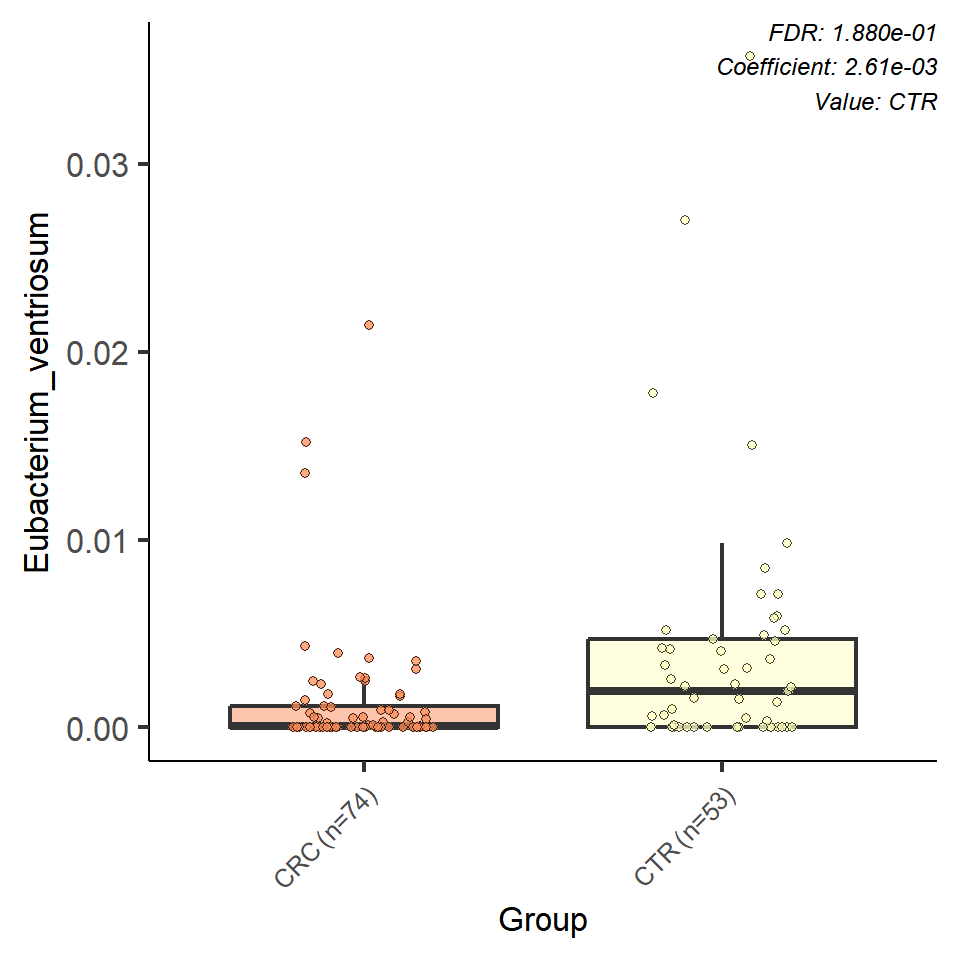 FDR: 1.880e-01
Coefficient: 2.61e-03
Value: CTR
0.03
0.02
0.01
0.00
Eubacterium_ventriosum
CRC (n=74)
CTR (n=53)
Group